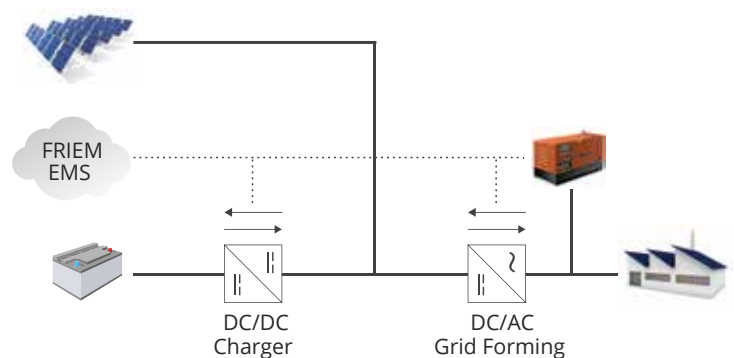 FRIEM
EMS
DC/DC
Charger
DC/AC
Grid Forming